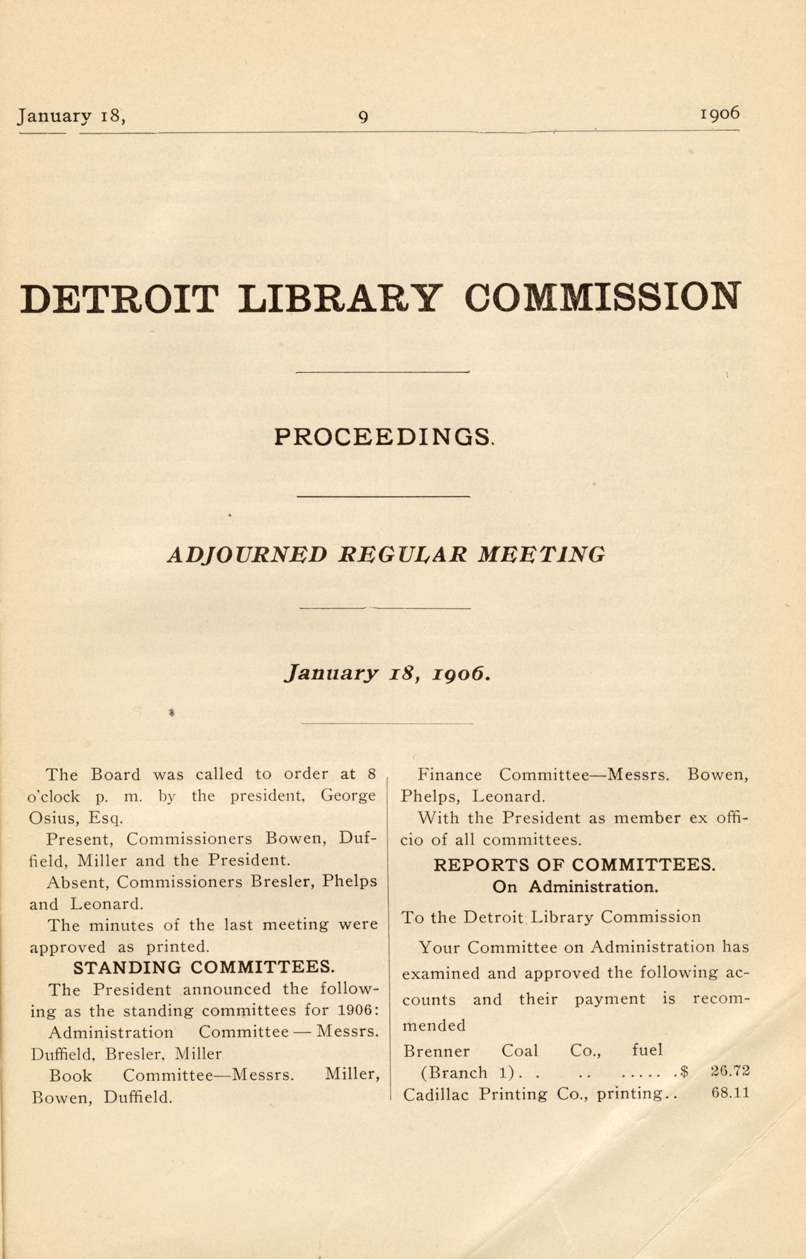 January 18, 9 1906
DETROIT LIBRARY COMMISSION
PROCEEDINGS.
ADJOURNED REGULAR MEETING
January 18, 1906.
The Board was called to order at 8
o'clock p. m. by the president, George
Osius, Esq.
Present, Commissioners Bowen, Duf-
field, Miller and the President.
Absent, Commissioners Bresler, Phelps
and Leonard.
The minutes of the last meeting were
approved as printed.
STANDING COMMITTEES.
The President announced the follow-
ing as the standing committees for 1906:
Administration Committee — Messrs.
Duffield, Bresler, Miller
Book Committee—Messrs. Miller,
Bowen, Duffield.
Finance Committee—Messrs. Bowen,
Phelps, Leonard.
With the President as member ex offi-
cio of all committees.
REPORTS OF COMMITTEES.
On Administration.
To the Detroit Library Commission
Your Committee on Administration has
examined and approved the following ac-
counts and their payment is recom-
mended
Brenner Coal Co., fuel
(Branch 1). . .. ..... .$ 26.72
Cadillac Printing Co., printing.. 68.11